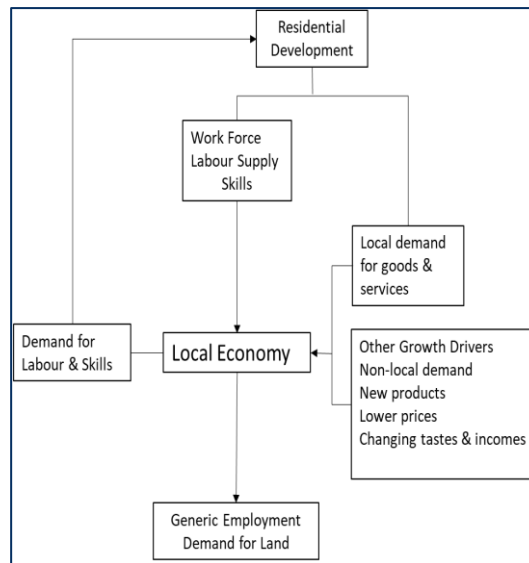 Residential
Development
Work Force
Labour Supply
Skills
Local demand
for goods &
services
Demand for
Labour & Skills
Local Economy
Other Growth Drivers
Non-local demand
New products
Lower prices
Changing tastes & incomes
Generic Employment
Demand for Land